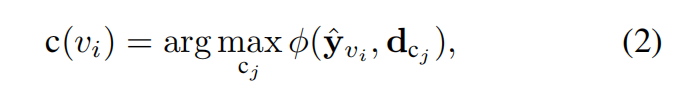 c(v_i) = arg max_{c_j} ϕ(ŷ_{v_i}, d_{c_j}), (2)